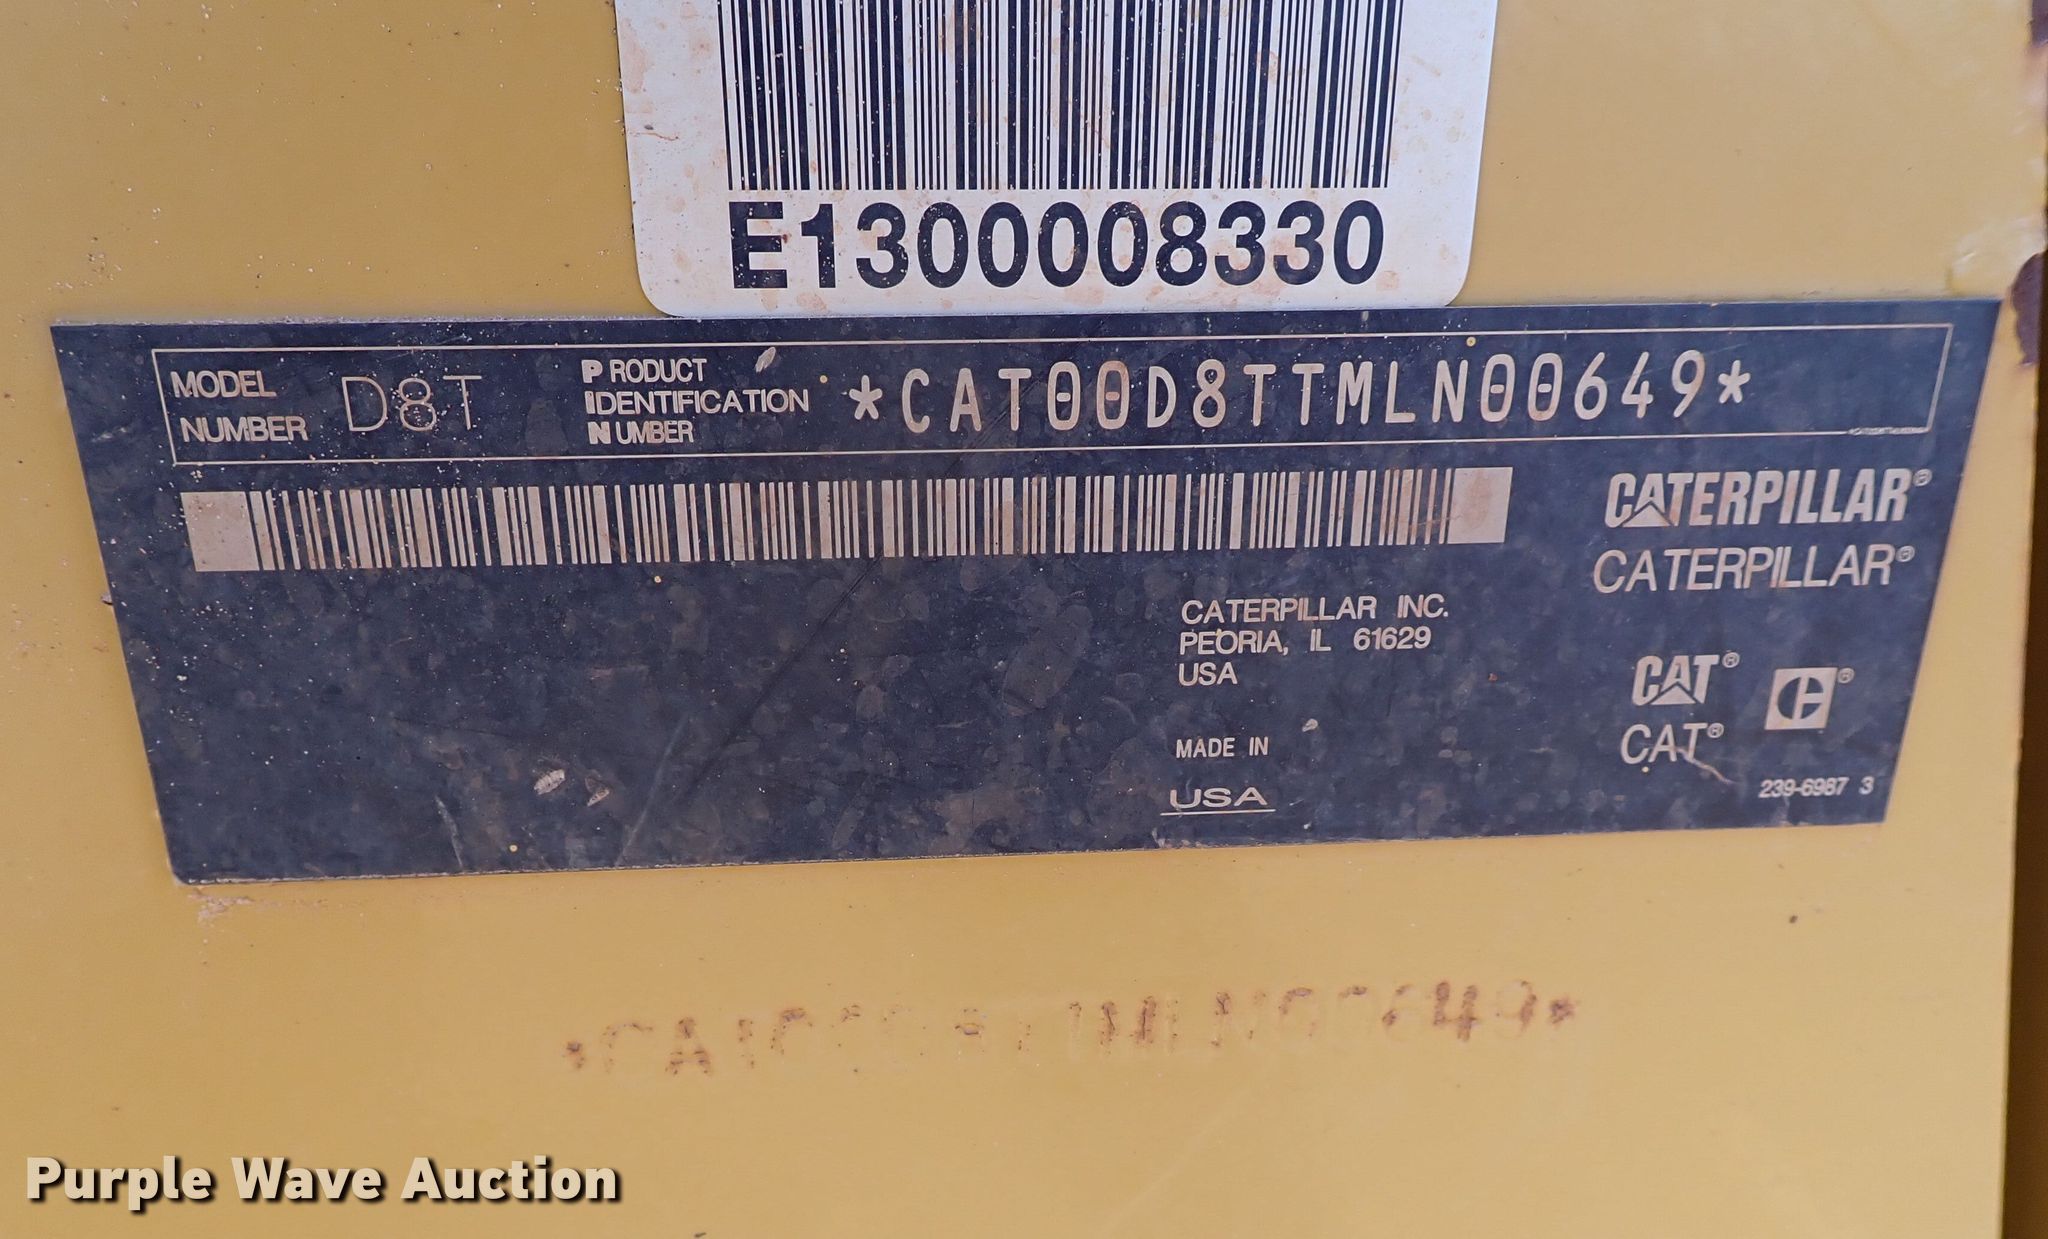 E1300008330
MODEL NUMBER D8T PRODUCT IDENTIFICATION NUMBER *CAT00D8TTMLN00649*
CATERPILLAR®
CATERPILLAR®
CATERPILLAR INC.
PEORIA, IL 61629
USA
CAT® C®
MADE IN
CAT®
USA
239-6987 3
*CAT00D8TTMLN00649*
Purple Wave Auction